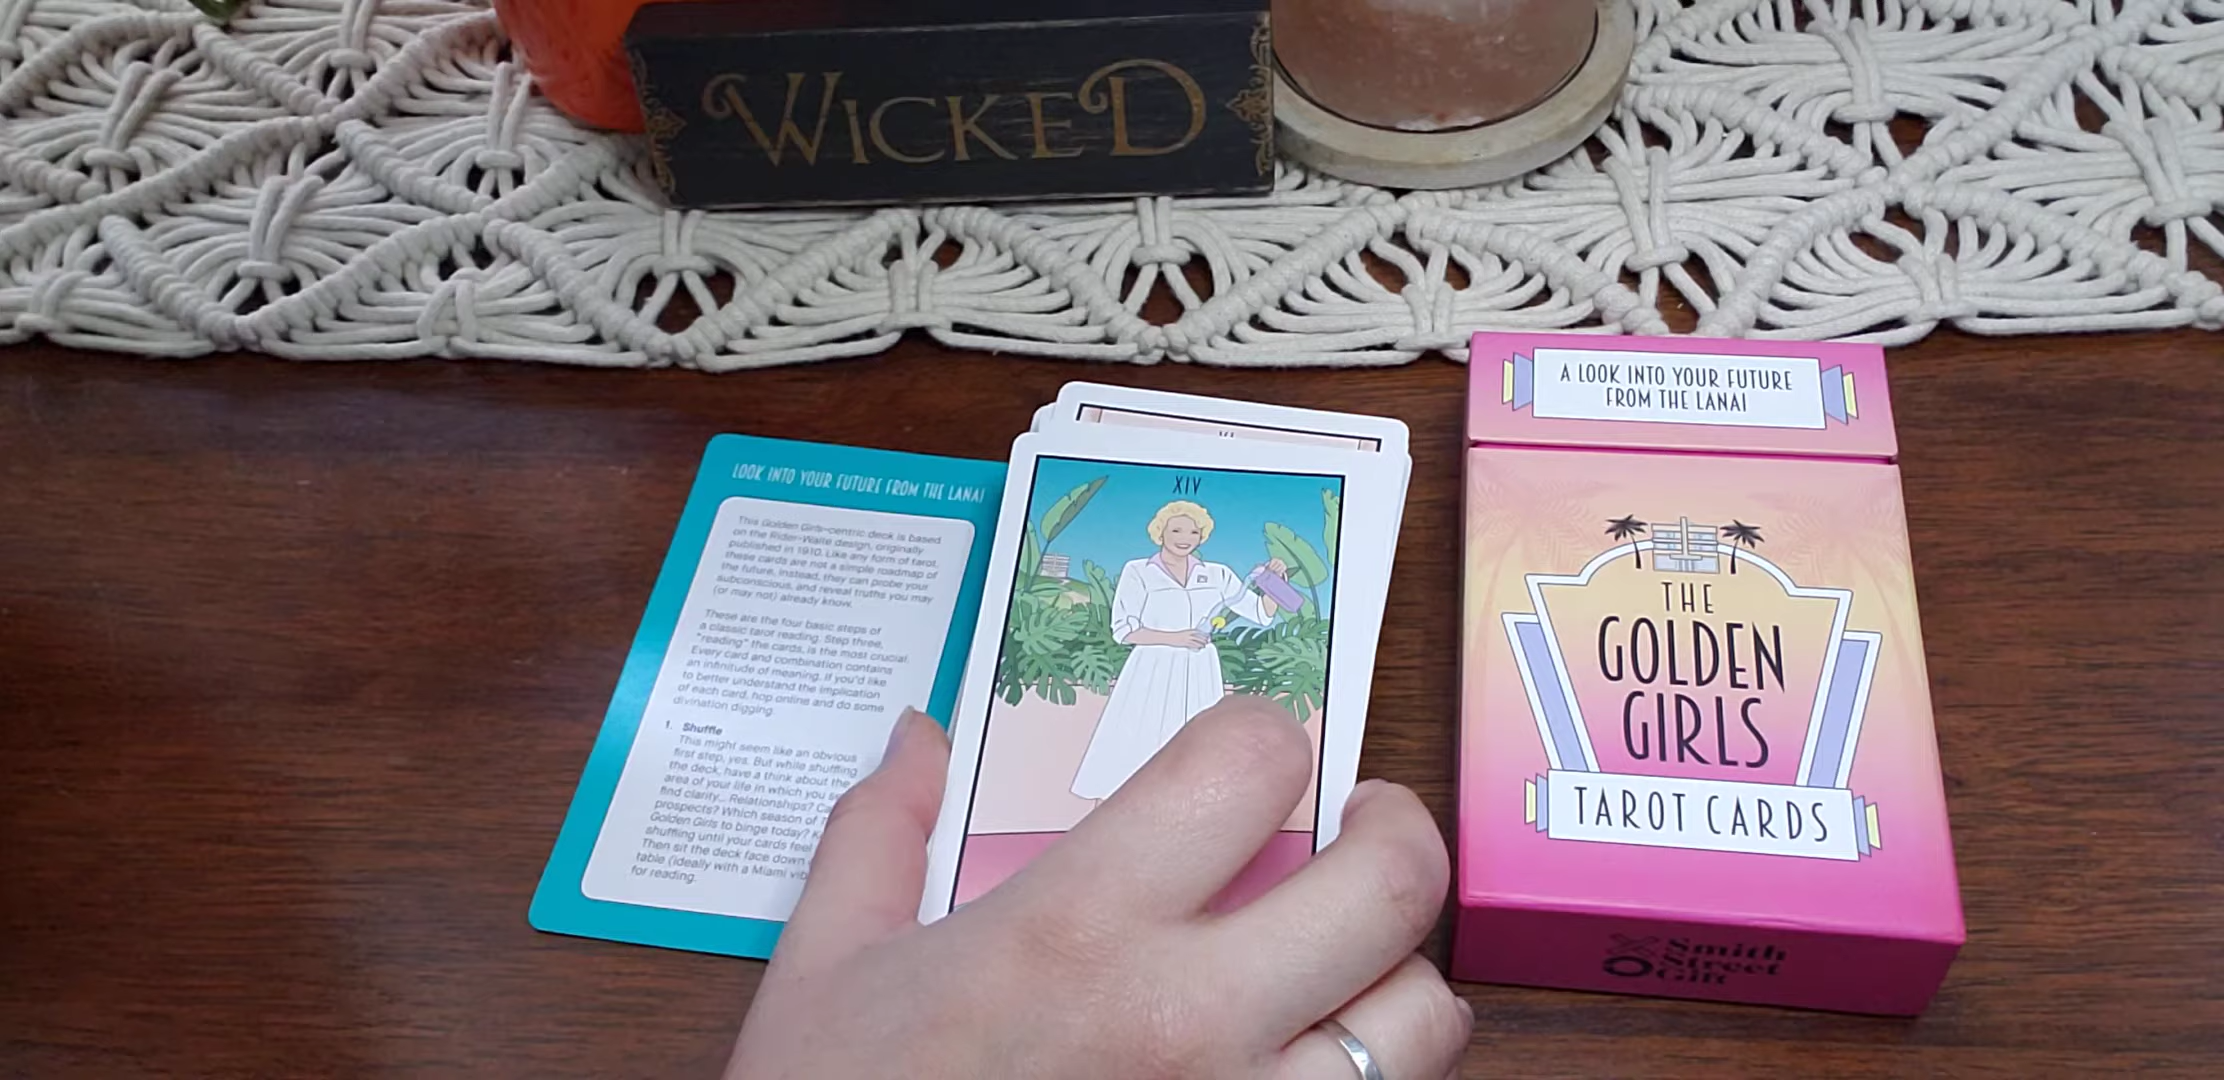 WICKED
A LOOK INTO YOUR FUTURE
FROM THE LANAI
THE
GOLDEN
GIRLS
TAROT CARDS
Smith
Street
Gift
LOOK INTO YOUR FUTURE FROM THE LANAI
This Golden Girls-centric deck is based
on the Rider-Waite design, originally
published in 1910. Like any form of tarot,
these cards are not a simple roadmap of
the future, instead, they can probe your
subconscious, and reveal truths you may
(or may not) already know.
These are the four basic steps of
a classic tarot reading. Step three,
"reading" the cards, is the most crucial.
Every card and combination contains
an infinitude of meaning. If you'd like
to better understand the implication
of each card, hop online and do some
divination digging.
1. Shuffle
This might seem like an obvious
first step, yes. But while shuffling
the deck, have a think about the
area of your life in which you
find clarity... Relationships?
prospects? Which season of
Golden Girls to binge today?
shuffling until your cards feel
Then sit the deck face down
table (ideally with a Miami
for reading.
XIV